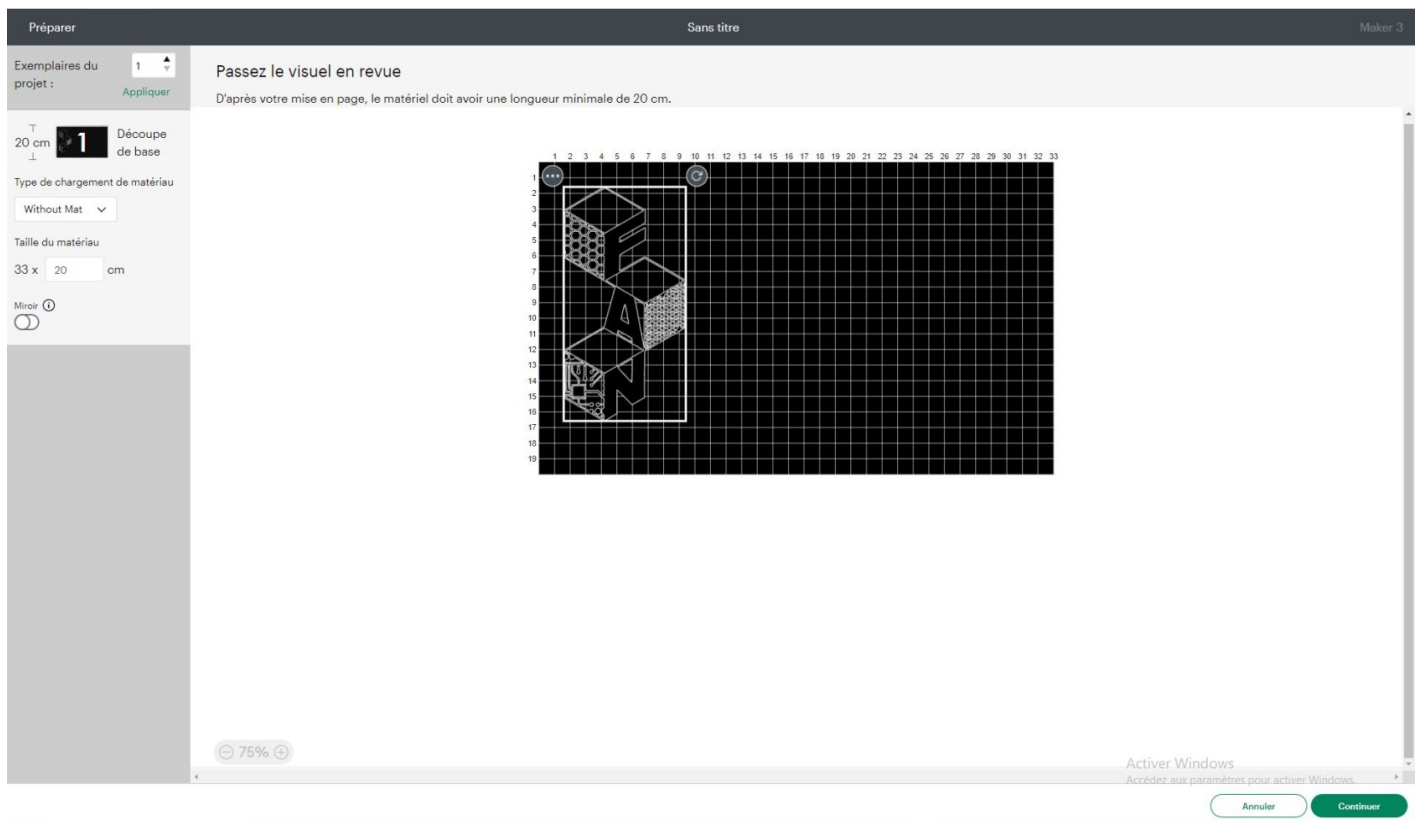 Préparer
Sans titre
Maker 3
Exemplaires du projet :
1
Appliquer
20 cm
1
Découpe de base
Type de chargement de matériau
Without Mat
Taille du matériau
33 x 20 cm
Miroir
Passez le visuel en revue
D'après votre mise en page, le matériel doit avoir une longueur minimale de 20 cm.
1 2 3 4 5 6 7 8 9 10 11 12 13 14 15 16 17 18 19 20 21 22 23 24 25 26 27 28 29 30 31 32 33
1
2
3
4
5
6
7
8
9
10
11
12
13
14
15
16
17
18
19
75%
Activer Windows
Accédez aux paramètres pour activer Windows.
Annuler
Continuer